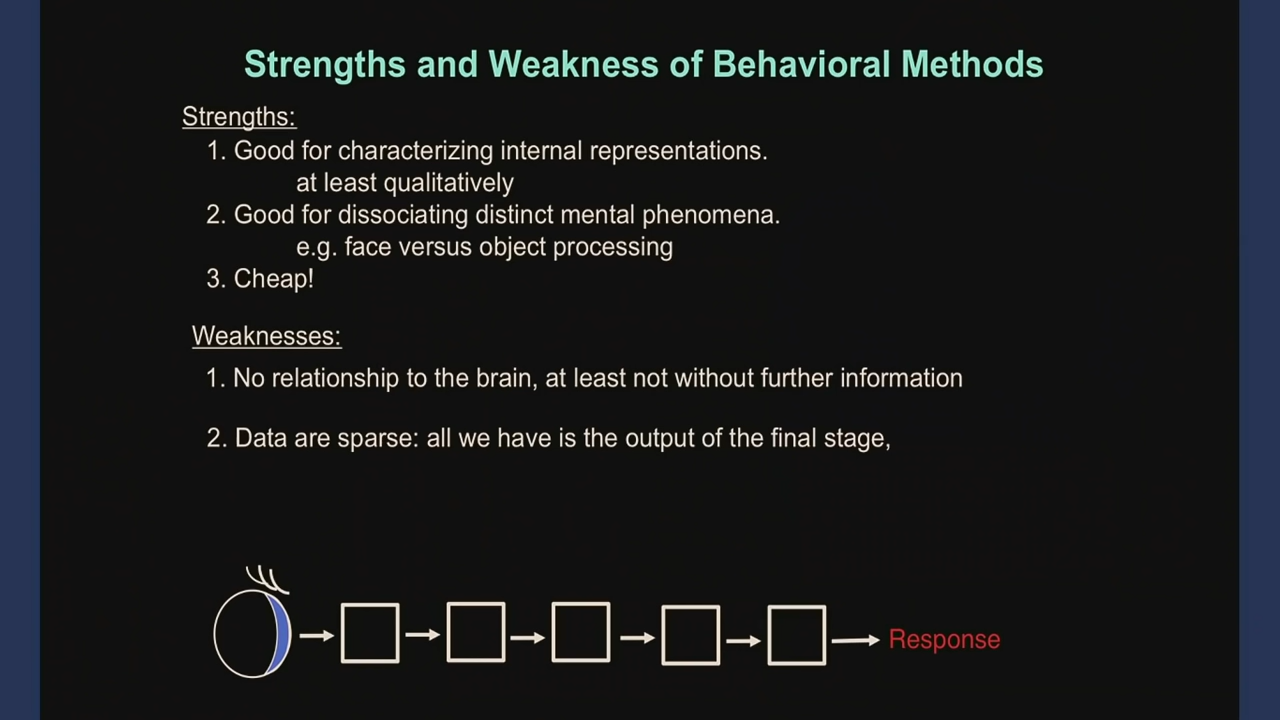 Strengths and Weakness of Behavioral Methods
Strengths:
1. Good for characterizing internal representations.
at least qualitatively
2. Good for dissociating distinct mental phenomena.
e.g. face versus object processing
3. Cheap!
Weaknesses:
1. No relationship to the brain, at least not without further information
2. Data are sparse: all we have is the output of the final stage,
Response